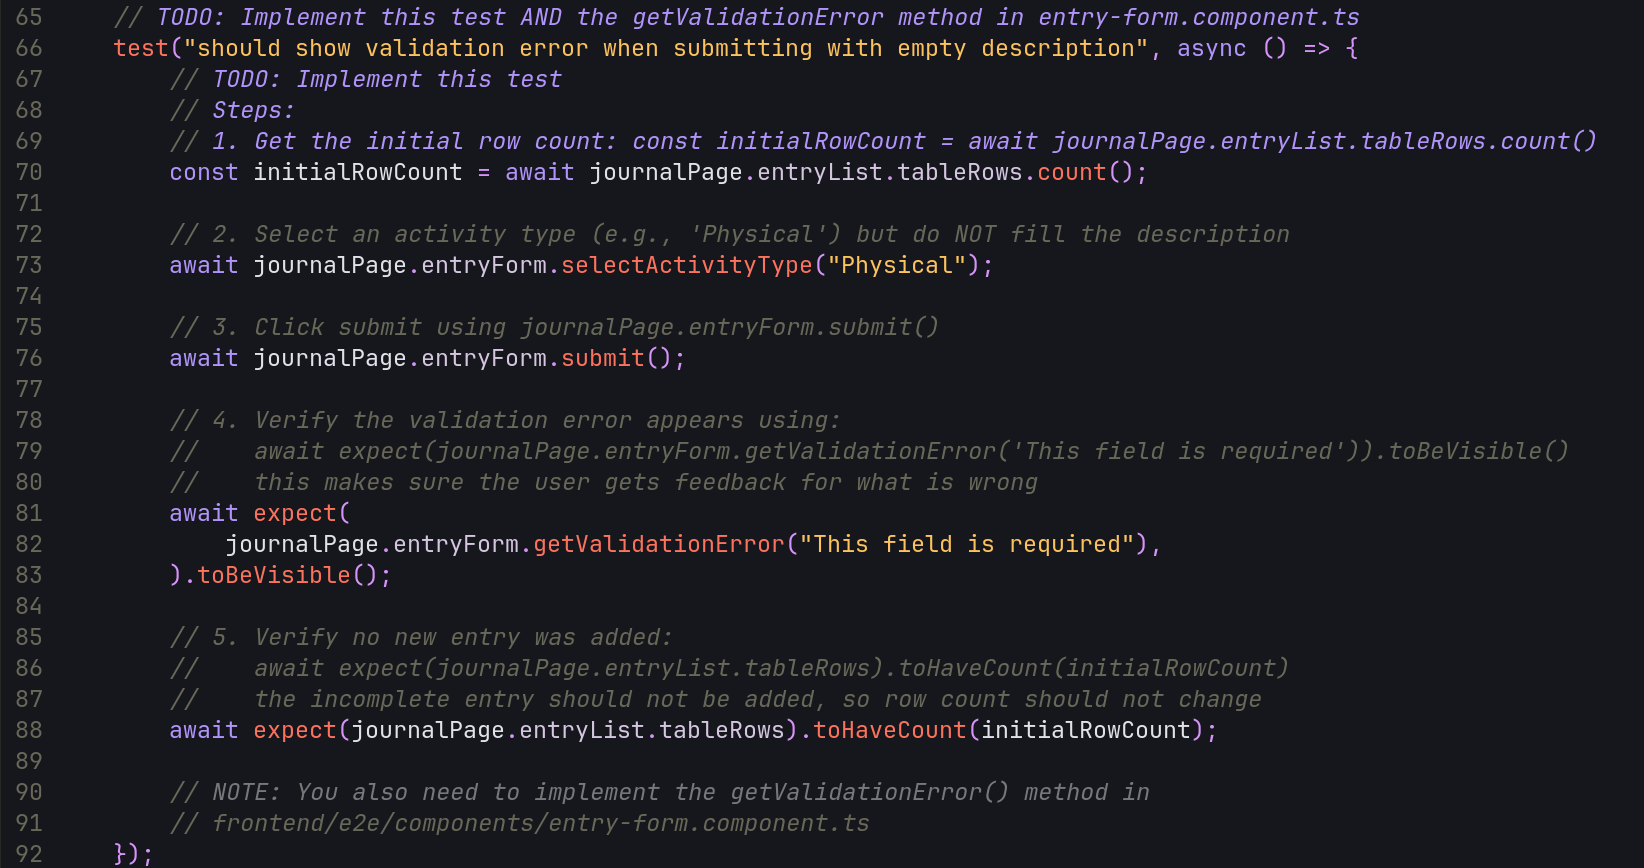 65 // TODO: Implement this test AND the getValidationError method in entry-form.component.ts
66 test("should show validation error when submitting with empty description", async () => {
67 // TODO: Implement this test
68 // Steps:
69 // 1. Get the initial row count: const initialRowCount = await journalPage.entryList.tableRows.count()
70 const initialRowCount = await journalPage.entryList.tableRows.count();
71
72 // 2. Select an activity type (e.g., 'Physical') but do NOT fill the description
73 await journalPage.entryForm.selectActivityType("Physical");
74
75 // 3. Click submit using journalPage.entryForm.submit()
76 await journalPage.entryForm.submit();
77
78 // 4. Verify the validation error appears using:
79 //    await expect(journalPage.entryForm.getValidationError('This field is required')).toBeVisible()
80 //    this makes sure the user gets feedback for what is wrong
81 await expect(
82 journalPage.entryForm.getValidationError("This field is required"),
83 ).toBeVisible();
84
85 // 5. Verify no new entry was added:
86 //    await expect(journalPage.entryList.tableRows).toHaveCount(initialRowCount)
87 //    the incomplete entry should not be added, so row count should not change
88 await expect(journalPage.entryList.tableRows).toHaveCount(initialRowCount);
89
90 // NOTE: You also need to implement the getValidationError() method in
91 // frontend/e2e/components/entry-form.component.ts
92 });